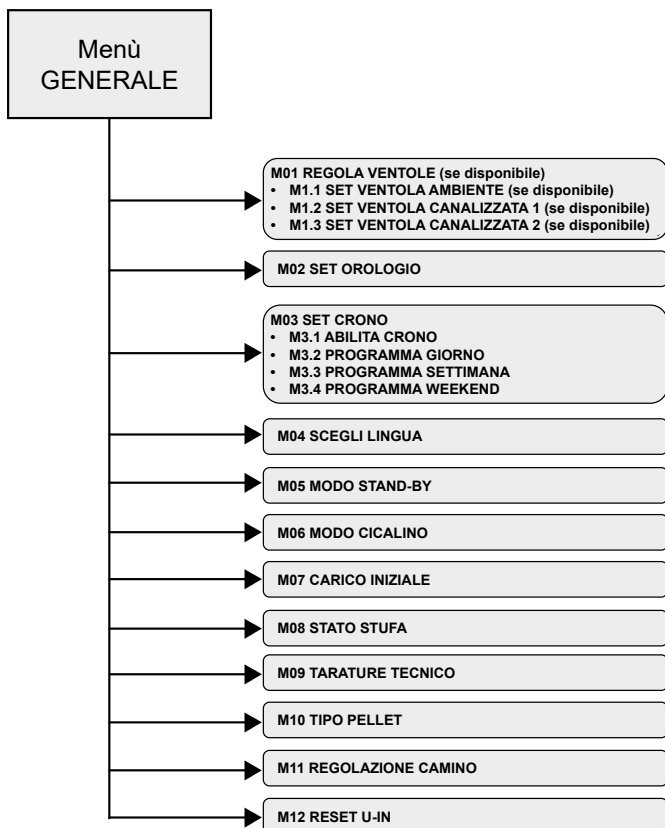 Menù
GENERALE
M01 REGOLA VENTOLE (se disponibile)
• M1.1 SET VENTOLA AMBIENTE (se disponibile)
• M1.2 SET VENTOLA CANALIZZATA 1 (se disponibile)
• M1.3 SET VENTOLA CANALIZZATA 2 (se disponibile)
M02 SET OROLOGIO
M03 SET CRONO
• M3.1 ABILITA CRONO
• M3.2 PROGRAMMA GIORNO
• M3.3 PROGRAMMA SETTIMANA
• M3.4 PROGRAMMA WEEKEND
M04 SCEGLI LINGUA
M05 MODO STAND-BY
M06 MODO CICALINO
M07 CARICO INIZIALE
M08 STATO STUFA
M09 TARATURE TECNICO
M10 TIPO PELLET
M11 REGOLAZIONE CAMINO
M12 RESET U-IN